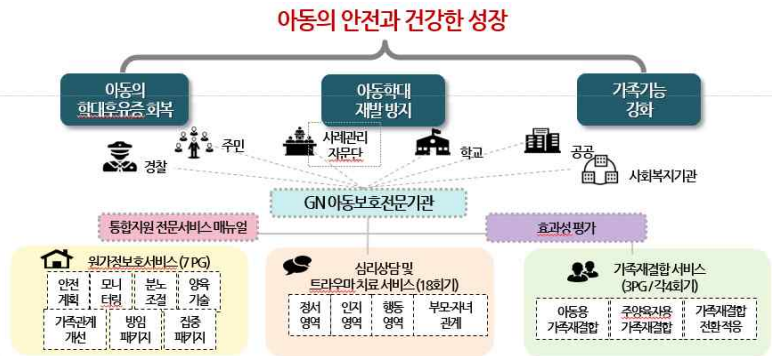 아동의 안전과 건강한 성장
아동의
학대후유증 회복
아동학대
재발 방지
가족기능
강화
경찰
주민
사례관리
자문단
학교
공공
사회복지기관
GN 아동보호전문기관
통합지원 전문서비스 매뉴얼
효과성 평가
원가정보호서비스 (7 PG)
안전
계획
모니
터링
분노
조절
양육
기술
가족관계
개선
방임
패키지
집중
패키지
심리상담 및
트라우마 치료 서비스 (18회기)
정서
영역
인지
영역
행동
영역
부모·자녀
관계
가족재결합 서비스
(3PG / 각4회기)
아동용
가족재결합
주양육자용
가족재결합
가족재결합
전환 적응